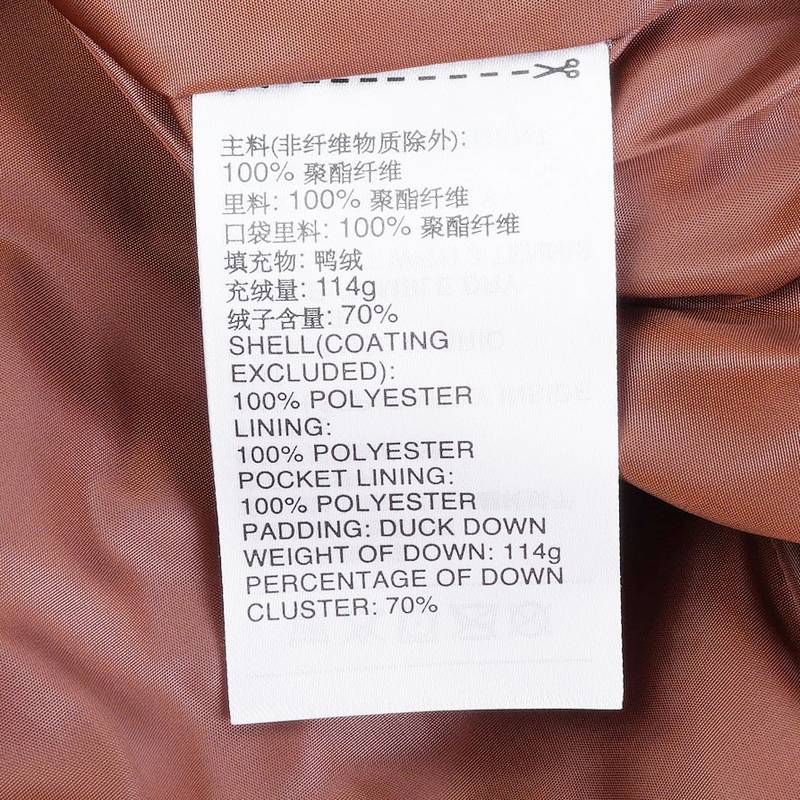 主料(非纤维物质除外):
100% 聚酯纤维
里料: 100% 聚酯纤维
口袋里料: 100% 聚酯纤维
填充物: 鸭绒
充绒量: 114g
绒子含量: 70%
SHELL(COATING
EXCLUDED):
100% POLYESTER
LINING:
100% POLYESTER
POCKET LINING:
100% POLYESTER
PADDING: DUCK DOWN
WEIGHT OF DOWN: 114g
PERCENTAGE OF DOWN
CLUSTER: 70%